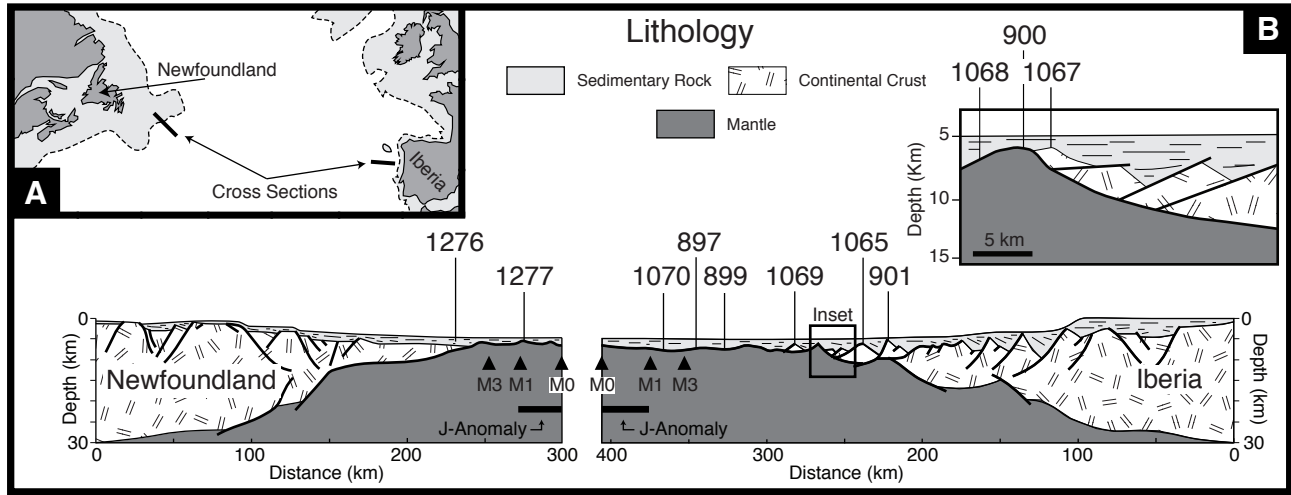 A
Newfoundland
Iberia
Cross Sections
B
Lithology
Sedimentary Rock
Continental Crust
Mantle
900
1068 1067
5
10
15
Depth (Km)
5 km
1276
1277
897
1070 899
1069
1065
901
Inset
0
30
Depth (km)
Newfoundland
M3 M1 M0
J-Anomaly
0 100 200 300
Distance (km)
M0 M1 M3
J-Anomaly
Iberia
0
30
Depth (km)
400 300 200 100 0
Distance (km)